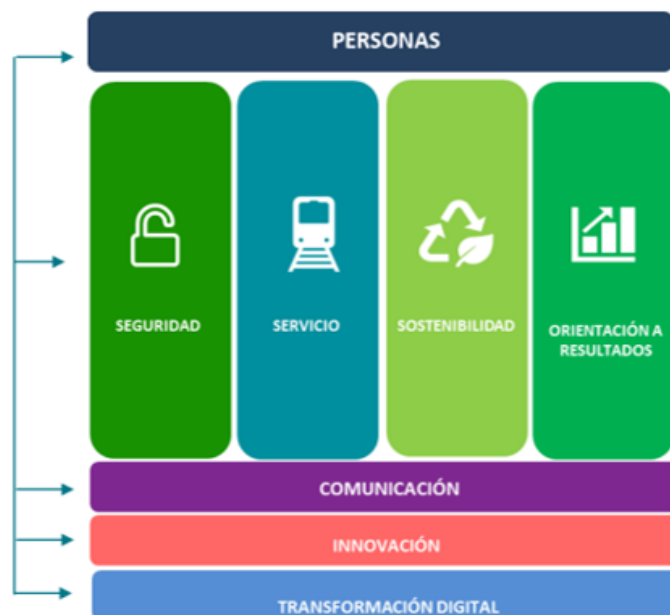 PERSONAS
SEGURIDAD
SERVICIO
SOSTENIBILIDAD
ORIENTACIÓN A
RESULTADOS
COMUNICACIÓN
INNOVACIÓN
TRANSFORMACIÓN DIGITAL